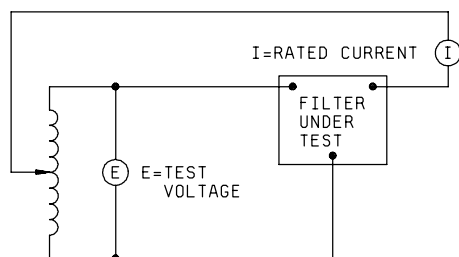 I=RATED CURRENT
I
FILTER
UNDER
TEST
E
E=TEST
VOLTAGE